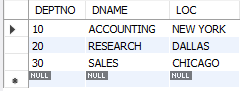 DEPTNO DNAME LOC
10 ACCOUNTING NEW YORK
20 RESEARCH DALLAS
30 SALES CHICAGO
NULL NULL NULL